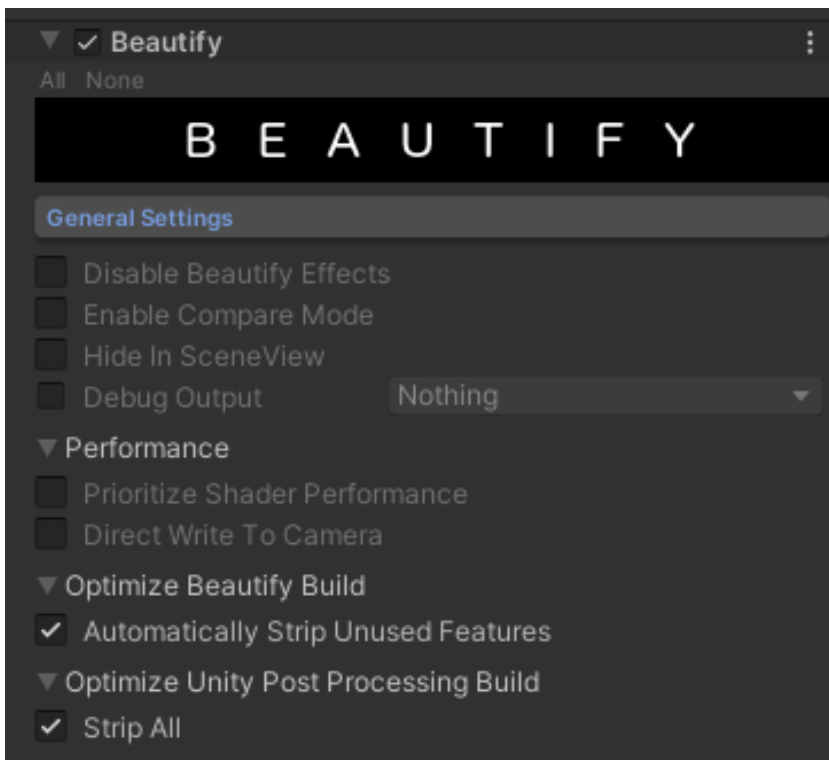 Beautify
All None
BEAUTIFY
General Settings
Disable Beautify Effects
Enable Compare Mode
Hide In SceneView
Debug Output Nothing
Performance
Prioritize Shader Performance
Direct Write To Camera
Optimize Beautify Build
Automatically Strip Unused Features
Optimize Unity Post Processing Build
Strip All